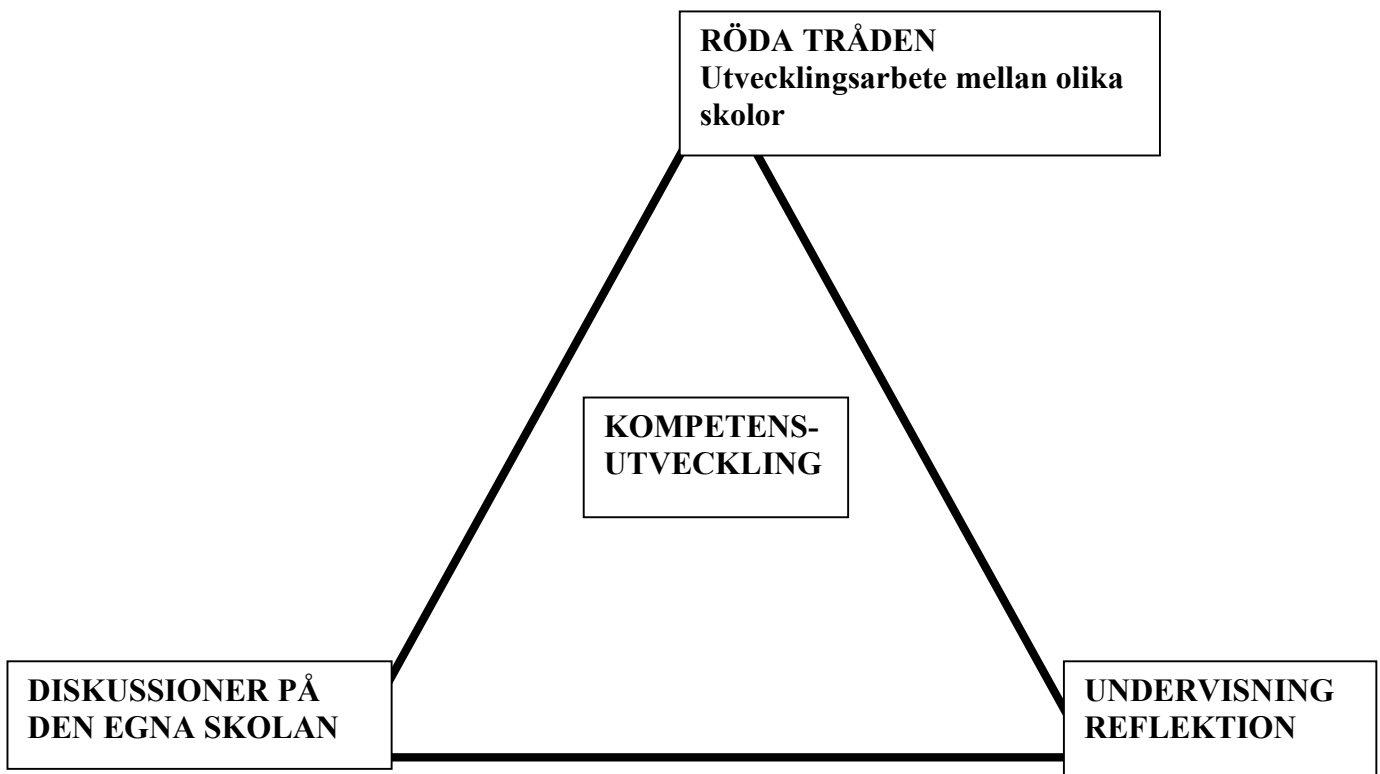 RÖDA TRÅDEN
Utvecklingsarbete mellan olika
skolor
KOMPETENS-
UTVECKLING
DISKUSSIONER PÅ
DEN EGNA SKOLAN
UNDERVISNING
REFLEKTION